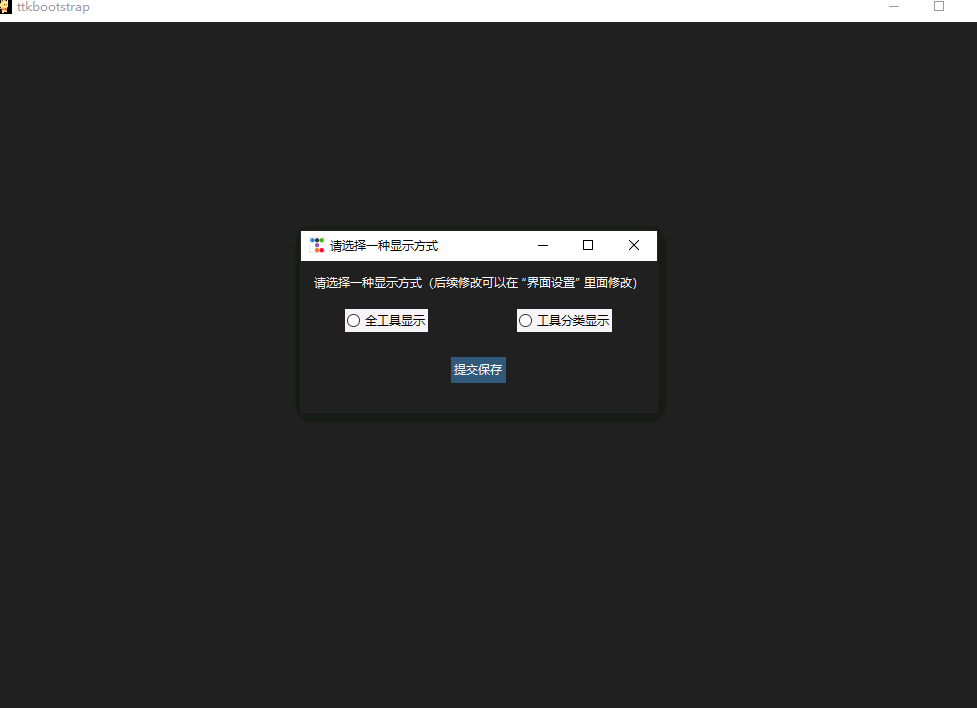 ttkbootstrap
请选择一种显示方式
请选择一种显示方式（后续修改可以在 “界面设置” 里面修改）
全工具显示
工具分类显示
提交保存